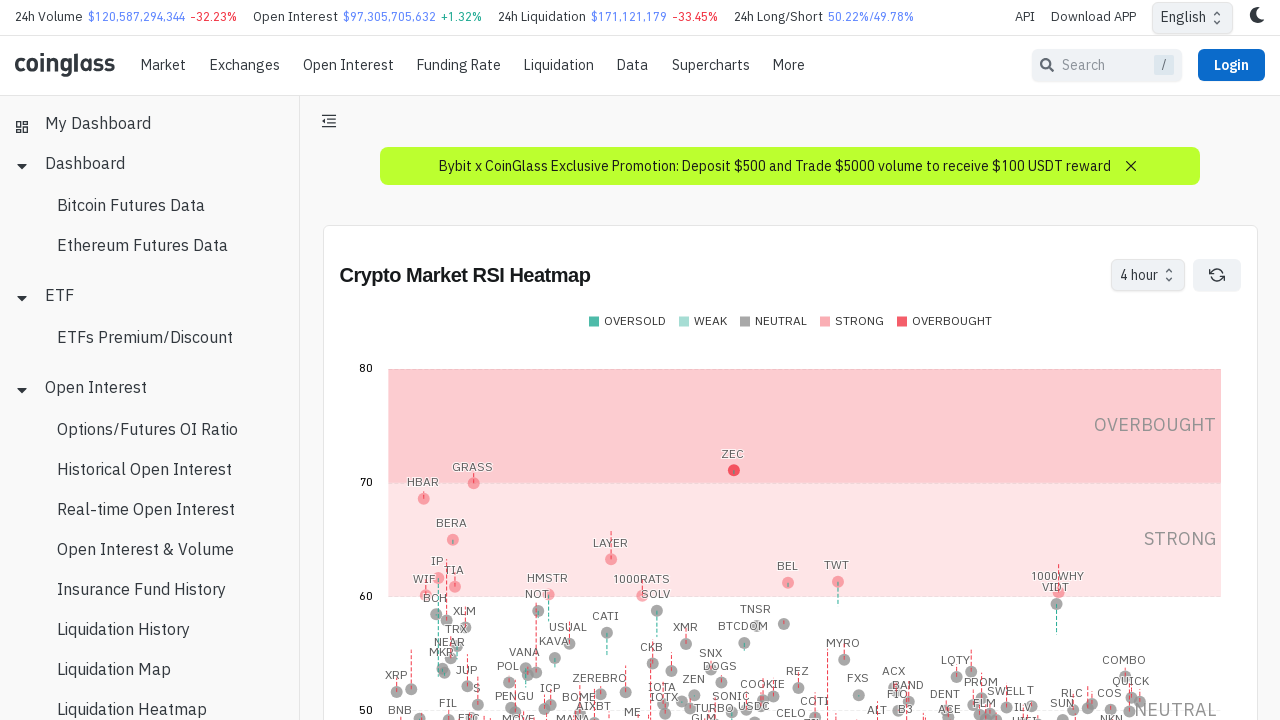 24h Volume $120,587,294,344 -32.23% Open Interest $97,305,705,632 +1.32% 24h Liquidation $171,121,179 -33.45% 24h Long/Short 50.22%/49.78% API Download APP English
coinglass Market Exchanges Open Interest Funding Rate Liquidation Data Supercharts More Search / Login
My Dashboard
Dashboard
Bitcoin Futures Data
Ethereum Futures Data
ETF
ETFs Premium/Discount
Open Interest
Options/Futures OI Ratio
Historical Open Interest
Real-time Open Interest
Open Interest & Volume
Insurance Fund History
Liquidation History
Liquidation Map
Liquidation Heatmap
Bybit x CoinGlass Exclusive Promotion: Deposit $500 and Trade $5000 volume to receive $100 USDT reward
Crypto Market RSI Heatmap 4 hour
OVERSOLD WEAK NEUTRAL STRONG OVERBOUGHT
80
OVERBOUGHT
ZEC
GRASS
70 HBAR
BERA
STRONG
LAYER
IP TIA BEL TWT
WIF HMSTR 1000RATS 1000WHY
60 BCH NOT SOLV VIDT
XLM CATI TNSR
TRX USUAL XMR BTCDOM
NEAR KAVA CKB MYRO
MKR VANA SNX LQTY COMBO
XRP JUP POL ZEREBRO ZEN DOGS REZ FXS ACX PROM QUICK
S ICP IOTA COOKIE BAND SWELL T
PENGU BOME IOTX SONIC FIO DENT RLC COS
BNB FIL AIXBT TURBO USDC COTI ALT B3 ACE FLM ILV SUN
50 ETC MOVE MANA ME GLM CELO NKN NEUTRAL